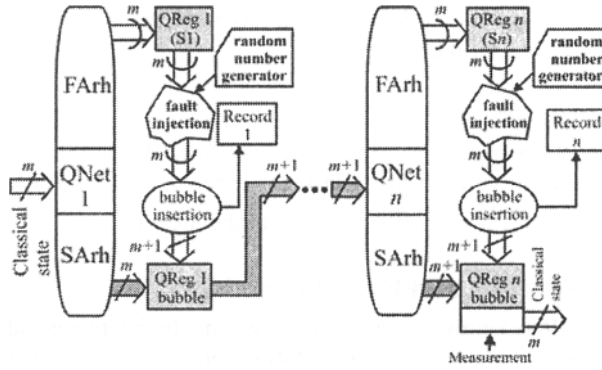 m
QReg 1
(S1)
m
random
number
generator
FArh
fault
injection
Record
1
m
m
QNet
1
bubble
insertion
m+1
m+1
SArh
m
QReg 1
bubble
Classical
state
m+1
...
m
QReg n
(Sn)
m
random
number
generator
FArh
fault
injection
Record
n
m
QNet
n
bubble
insertion
m+1
SArh
m+1
QReg n
bubble
Classical
state
m
Measurement